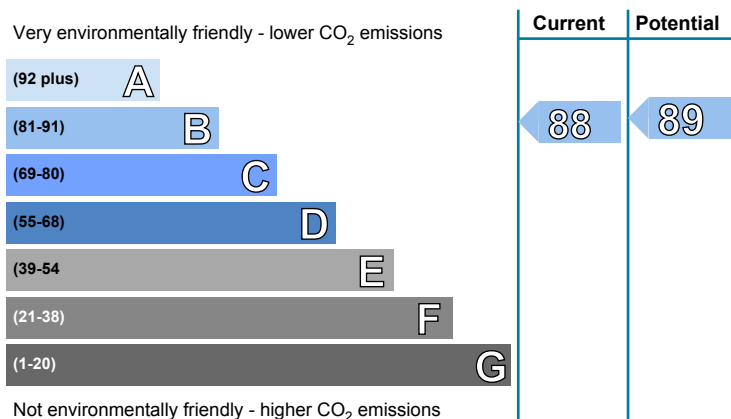 Very environmentally friendly - lower CO2 emissions
Current Potential
(92 plus) A
(81-91) B
88 89
(69-80) C
(55-68) D
(39-54 E
(21-38) F
(1-20) G
Not environmentally friendly - higher CO2 emissions